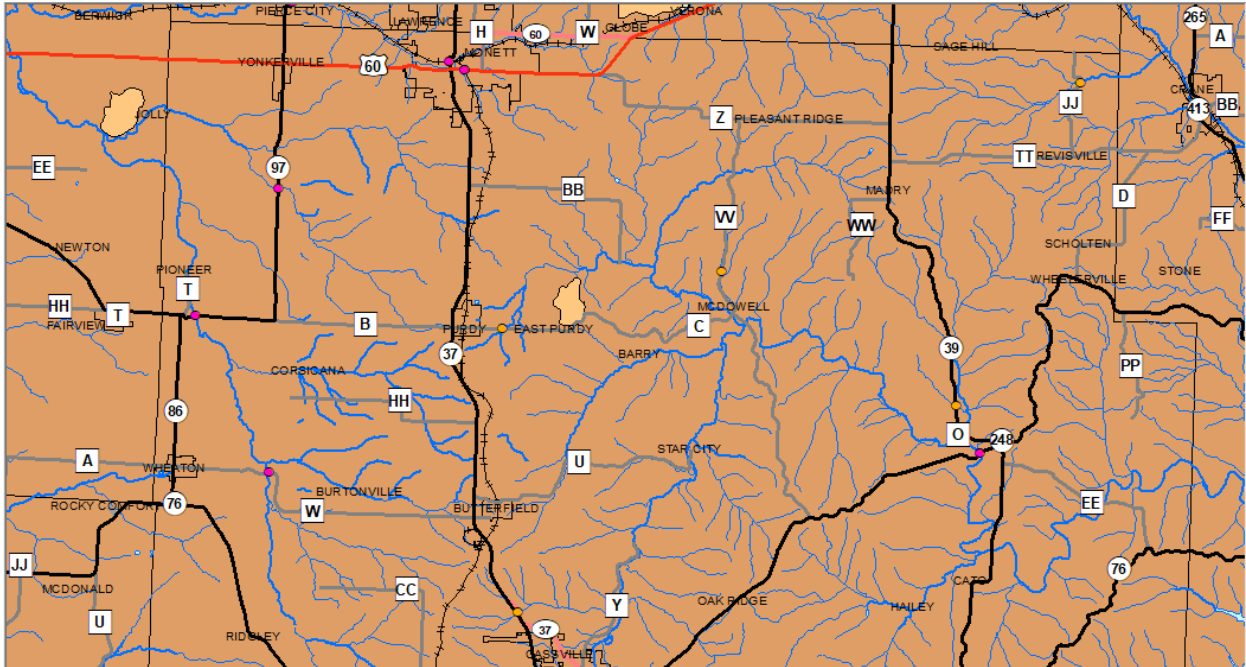 BERWICK
PIERCE CITY
LAWRENCE
H
60
W
GLOBE
VERONA
265
A
MONETT
SAGE HILL
YONKERVILLE
60
CRANE
JJ
BB
413
JOLLY
Z
PLEASANT RIDGE
EE
97
TT
REVISVILLE
BB
MADRY
D
VV
WW
FF
NEWTON
SCHOLTEN
PIONEER
WHEELERVILLE
STONE
T
HH
T
MCDOWELL
FAIRVIEW
B
PURDY
EAST PURDY
C
37
BARRY
39
CORSICANA
PP
HH
86
O
248
A
WHEATON
U
STAR CITY
BURTONVILLE
ROCKY COMFORT
76
W
BUTTERFIELD
EE
JJ
76
MCDONALD
CC
CATO
U
Y
OAK RIDGE
HAILEY
37
RIDGLEY
CASSVILLE